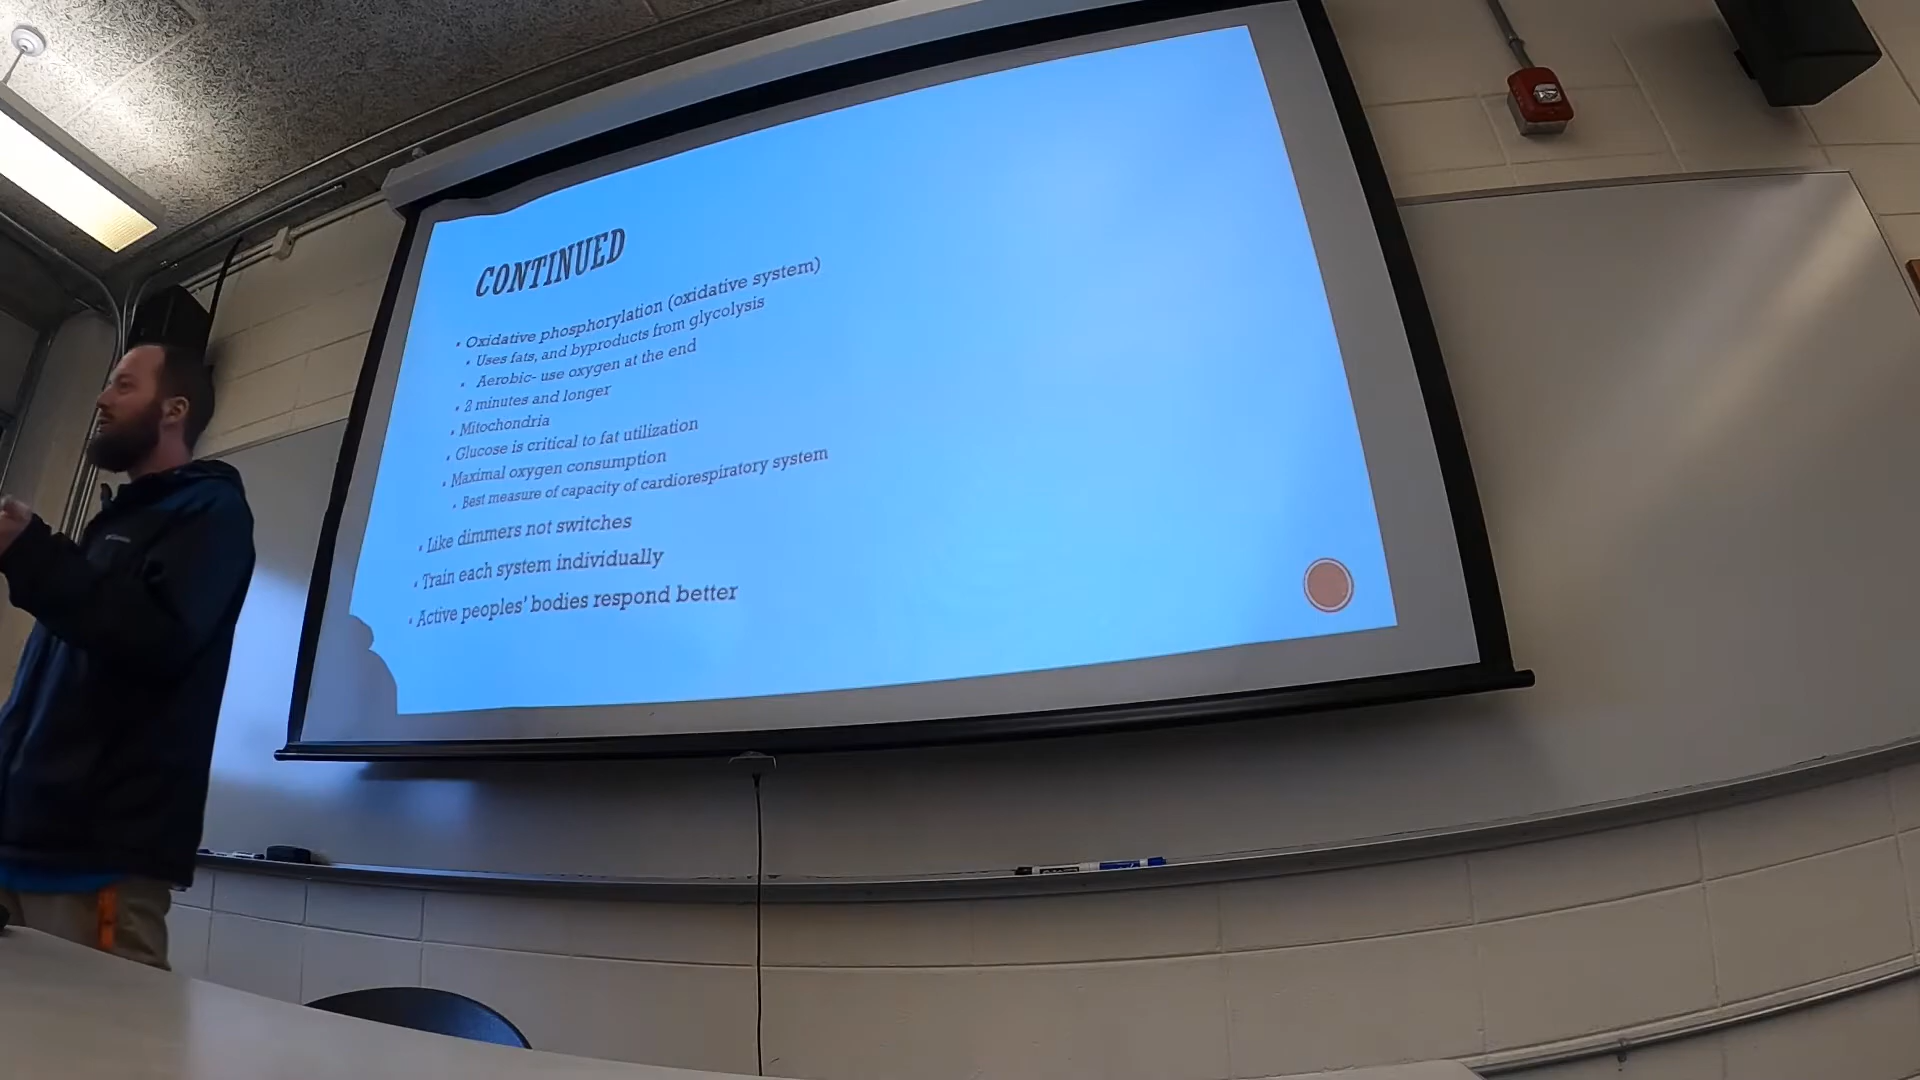 CONTINUED
• Oxidative phosphorylation (oxidative system)
• Uses fats, and byproducts from glycolysis
• Aerobic- use oxygen at the end
• 2 minutes and longer
• Mitochondria
• Glucose is critical to fat utilization
• Maximal oxygen consumption
• Best measure of capacity of cardiorespiratory system
• Like dimmers not switches
• Train each system individually
• Active peoples' bodies respond better